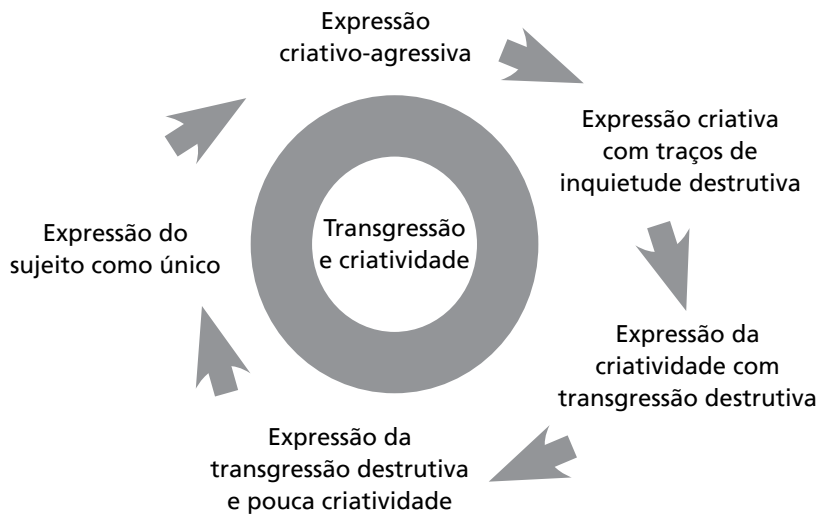 Expressão
criativo-agressiva
Expressão criativa
com traços de
inquietude destrutiva
Expressão da
criatividade com
transgressão destrutiva
Expressão da
transgressão destrutiva
e pouca criatividade
Expressão do
sujeito como único
Transgressão
e criatividade